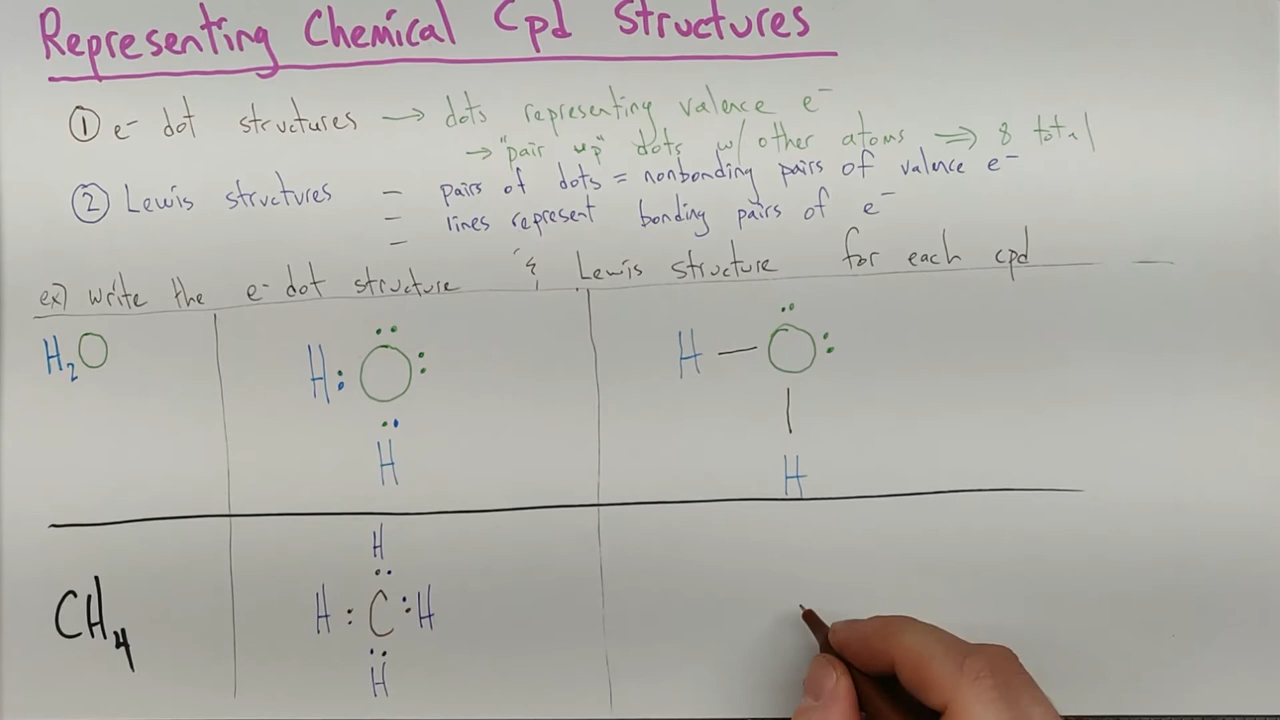 Representing Chemical Cpd Structures
① e⁻ dot structures → dots representing valence e⁻
→ "pair up" dots w/ other atoms ⇒ 8 total
② Lewis structures - pairs of dots = nonbonding pairs of valence e⁻
- lines represent bonding pairs of e⁻
-
ex) write the e⁻ dot structure & Lewis structure for each cpd
H₂O
H:O
H
H—O
H
CH₄
H
H:C:H
H